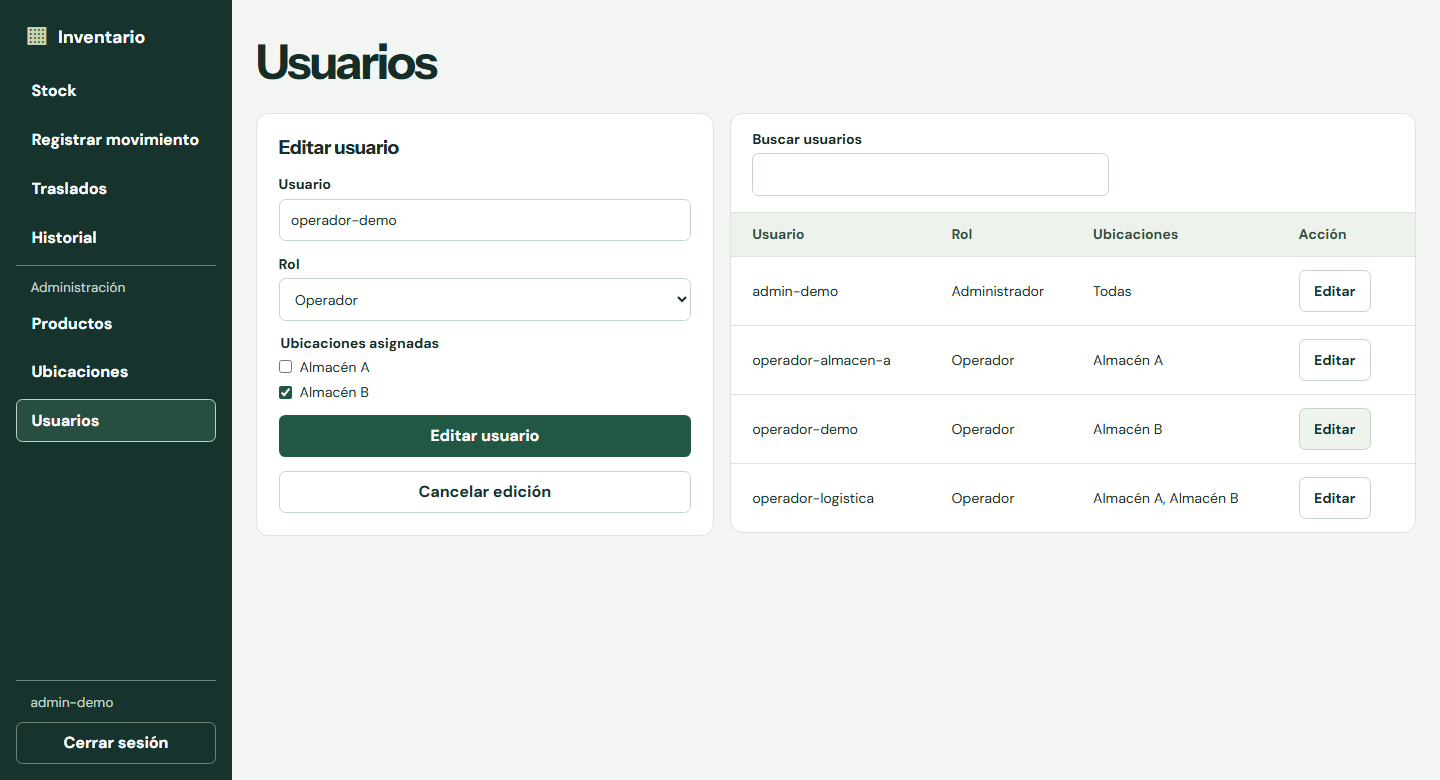 Inventario
Stock
Registrar movimiento
Traslados
Historial
Administración
Productos
Ubicaciones
Usuarios
admin-demo
Cerrar sesión
Usuarios
Editar usuario
Usuario
operador-demo
Rol
Operador
Ubicaciones asignadas
Almacén A
Almacén B
Editar usuario
Cancelar edición
Buscar usuarios
Usuario Rol Ubicaciones Acción
admin-demo Administrador Todas Editar
operador-almacen-a Operador Almacén A Editar
operador-demo Operador Almacén B Editar
operador-logistica Operador Almacén A, Almacén B Editar